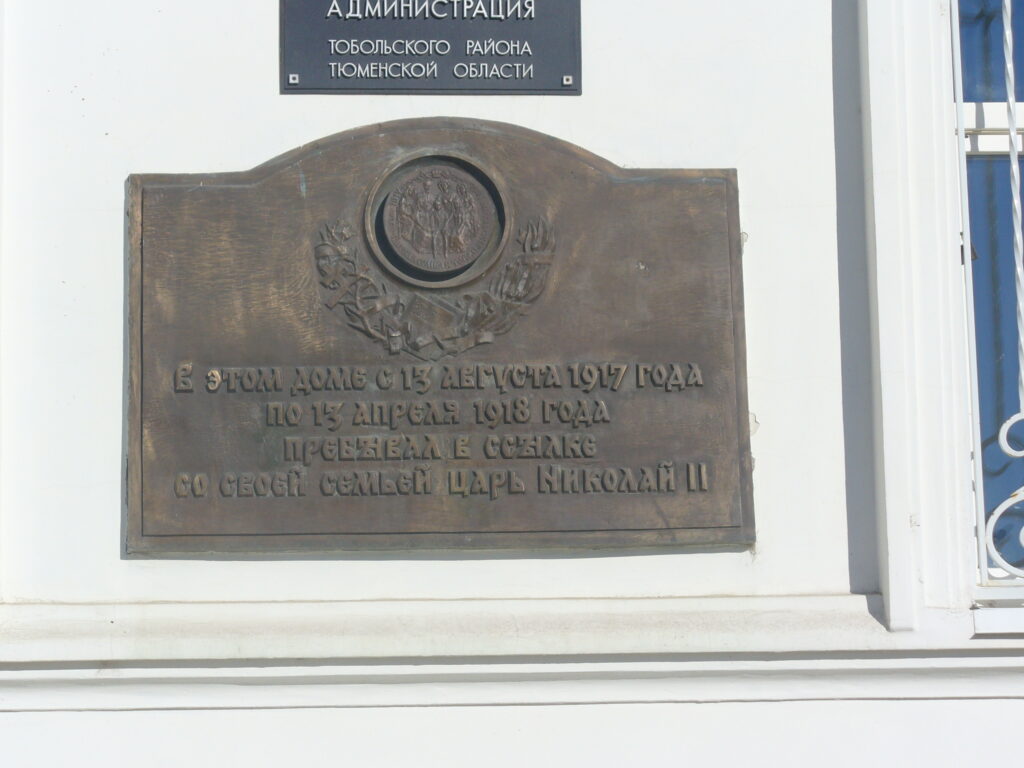 АДМИНИСТРАЦИЯ
ТОБОЛЬСКОГО РАЙОНА
ТЮМЕНСКОЙ ОБЛАСТИ
В ЭТОМ ДОМЕ С 13 АВГУСТА 1917 ГОДА
ПО 13 АПРЕЛЯ 1918 ГОДА
ПРЕБЫВАЛ В ССЫЛКЕ
СО СВОЕЙ СЕМЬЕЙ ЦАРЬ НИКОЛАЙ II